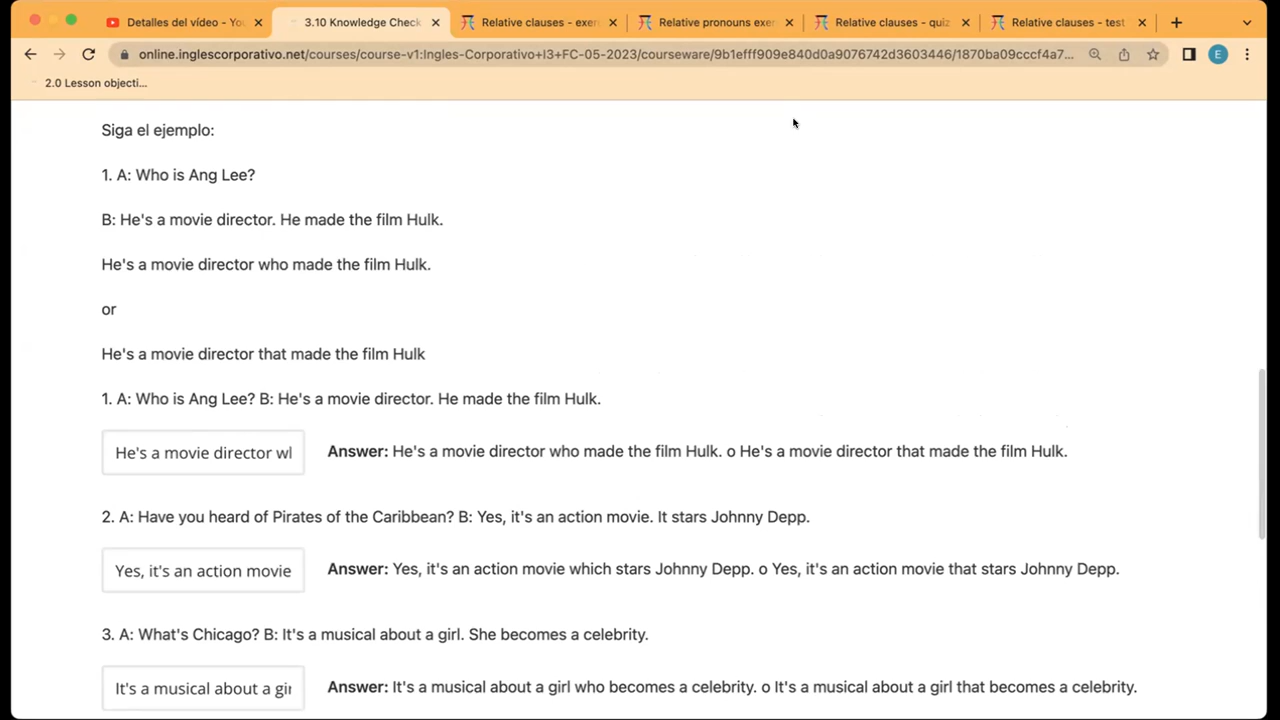 Detalles del vídeo - Yo
3.10 Knowledge Check
Relative clauses - exer
Relative pronouns exer
Relative clauses - quiz
Relative clauses - test
online.inglescorporativo.net/courses/course-v1:Ingles-Corporativo+I3+FC-05-2023/courseware/9b1efff909e840d0a9076742d3603446/1870ba09cccf4a7...
E
2.0 Lesson objecti...
Siga el ejemplo:
1. A: Who is Ang Lee?
B: He's a movie director. He made the film Hulk.
He's a movie director who made the film Hulk.
or
He's a movie director that made the film Hulk
1. A: Who is Ang Lee? B: He's a movie director. He made the film Hulk.
He's a movie director wh
Answer: He's a movie director who made the film Hulk. o He's a movie director that made the film Hulk.
2. A: Have you heard of Pirates of the Caribbean? B: Yes, it's an action movie. It stars Johnny Depp.
Yes, it's an action movie
Answer: Yes, it's an action movie which stars Johnny Depp. o Yes, it's an action movie that stars Johnny Depp.
3. A: What's Chicago? B: It's a musical about a girl. She becomes a celebrity.
It's a musical about a gir
Answer: It's a musical about a girl who becomes a celebrity. o It's a musical about a girl that becomes a celebrity.